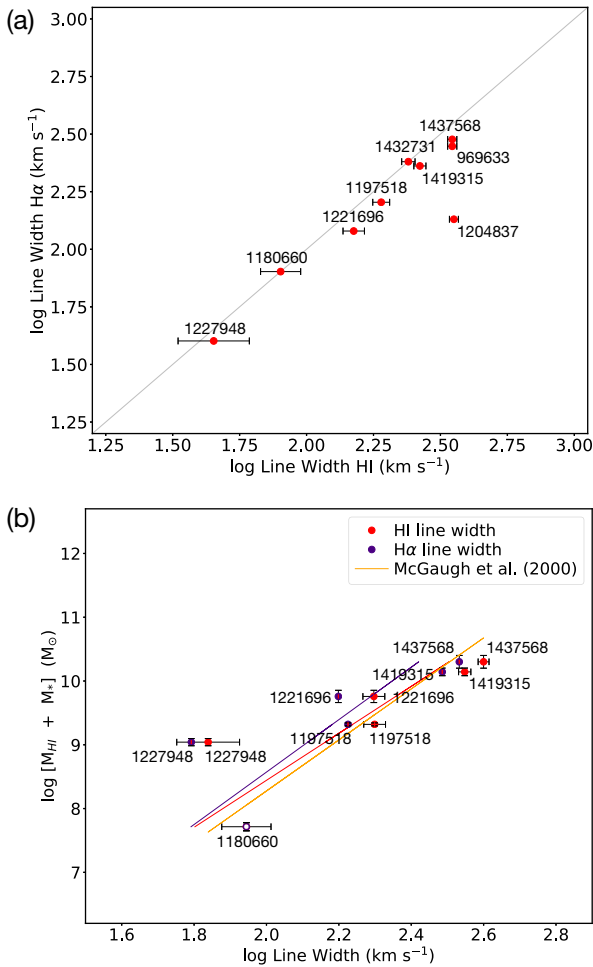 (a)
3.00
2.75
2.50
2.25
2.00
1.75
1.50
1.25
log Line Width Hα (km s⁻¹)
1437568
1432731
969633
1419315
1197518
1204837
1221696
1180660
1227948
1.25 1.50 1.75 2.00 2.25 2.50 2.75 3.00
log Line Width HI (km s⁻¹)
(b)
HI line width
Hα line width
McGaugh et al. (2000)
12
11
10
9
8
7
log [M_HI + M_*] (M_⊙)
1437568 1437568
1419315 1419315
1221696 1221696
1197518 1197518
1227948 1227948
1180660
1.6 1.8 2.0 2.2 2.4 2.6 2.8
log Line Width (km s⁻¹)